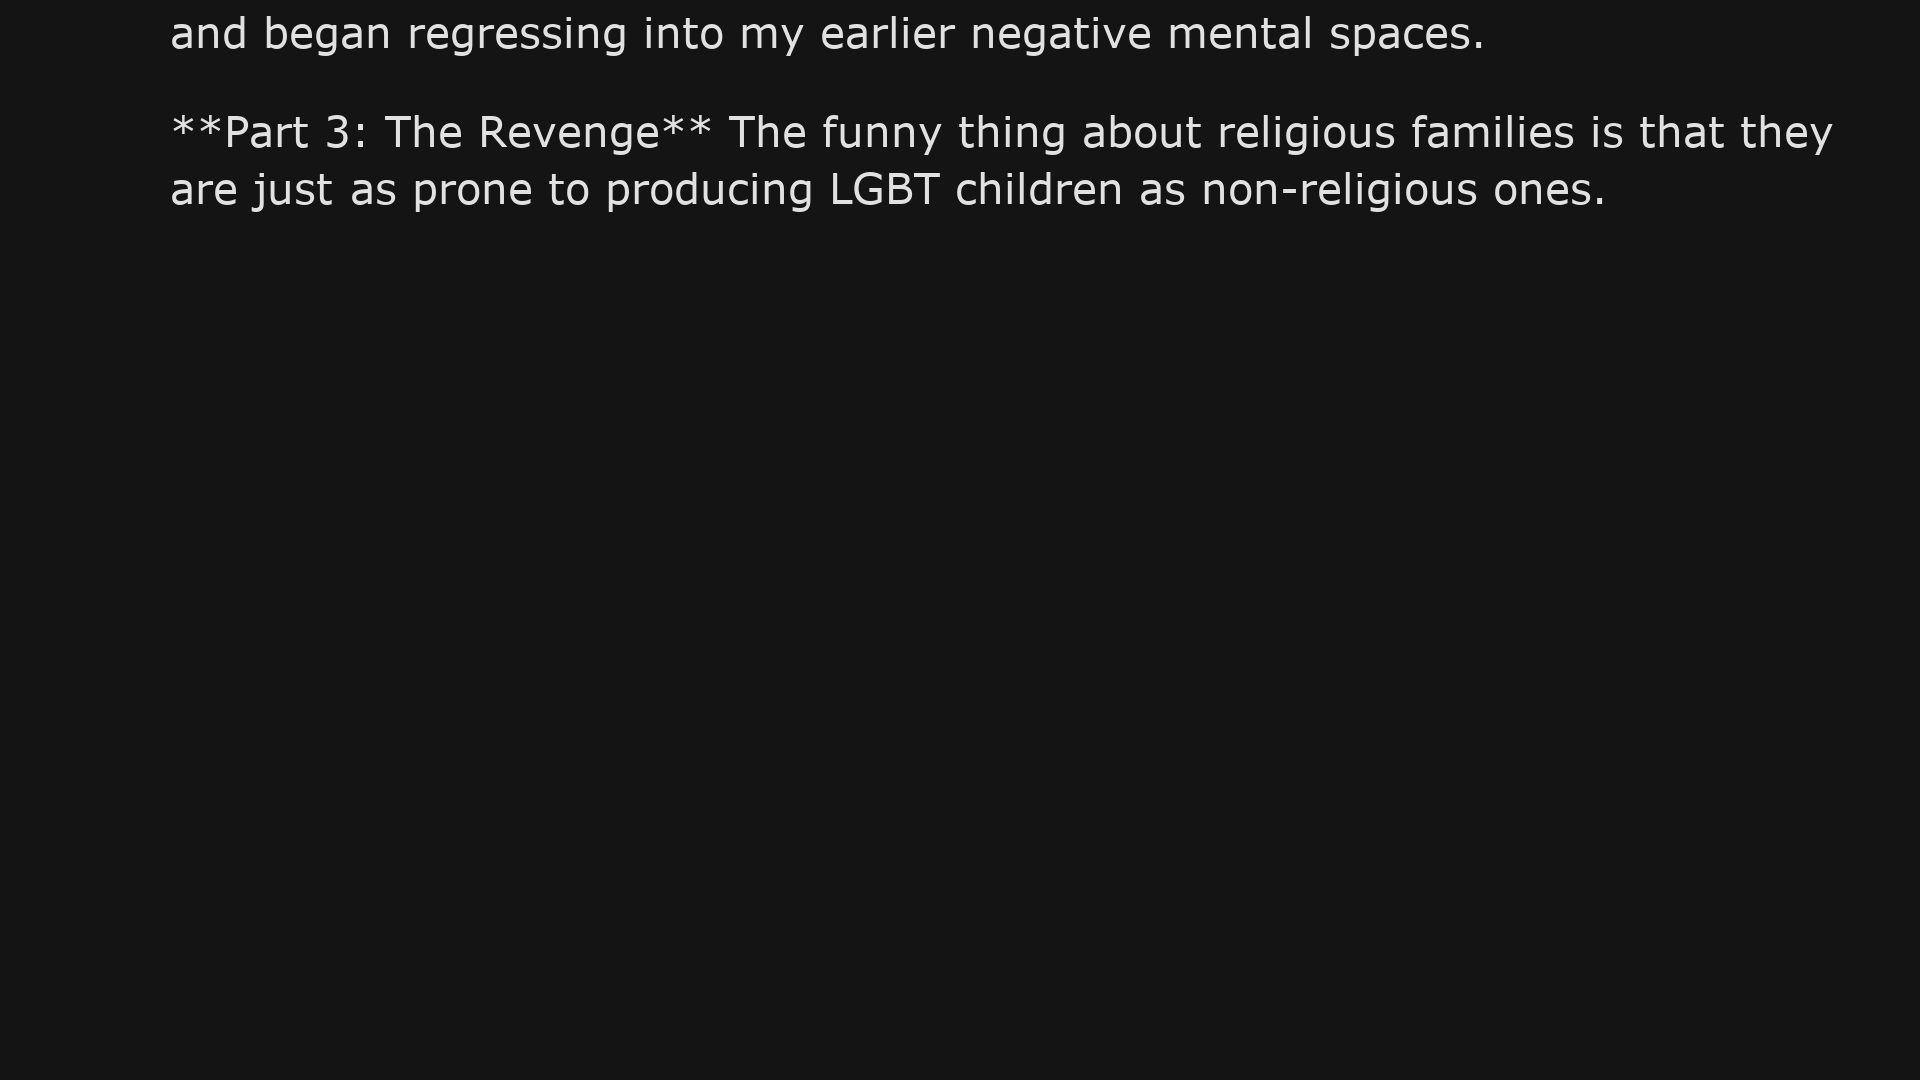 and began regressing into my earlier negative mental spaces.
**Part 3: The Revenge** The funny thing about religious families is that they
are just as prone to producing LGBT children as non-religious ones.